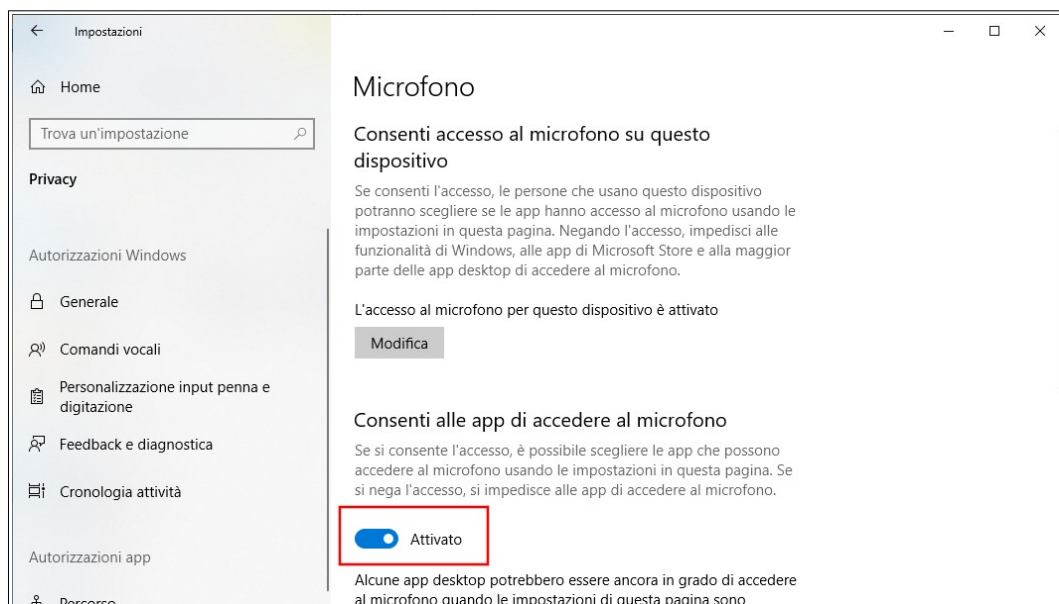 Impostazioni
Home
Trova un'impostazione
Privacy
Autorizzazioni Windows
Generale
Comandi vocali
Personalizzazione input penna e
digitazione
Feedback e diagnostica
Cronologia attività
Autorizzazioni app
Percorso
Microfono
Consenti accesso al microfono su questo
dispositivo
Se consenti l'accesso, le persone che usano questo dispositivo
potranno scegliere se le app hanno accesso al microfono usando le
impostazioni in questa pagina. Negando l'accesso, impedisci alle
funzionalità di Windows, alle app di Microsoft Store e alla maggior
parte delle app desktop di accedere al microfono.
L'accesso al microfono per questo dispositivo è attivato
Modifica
Consenti alle app di accedere al microfono
Se si consente l'accesso, è possibile scegliere le app che possono
accedere al microfono usando le impostazioni in questa pagina. Se
si nega l'accesso, si impedisce alle app di accedere al microfono.
Attivato
Alcune app desktop potrebbero essere ancora in grado di accedere
al microfono quando le impostazioni di questa pagina sono